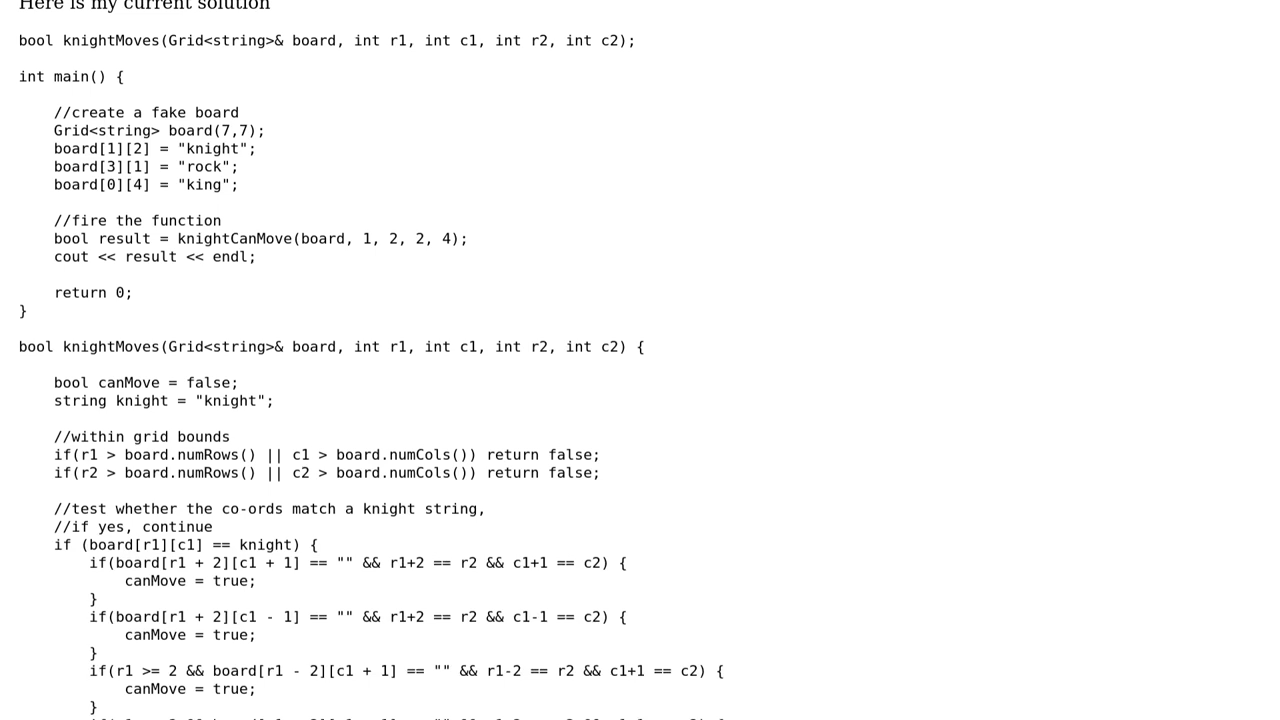 Here is my current solution
bool knightMoves(Grid<string>& board, int r1, int c1, int r2, int c2);
int main() {
    //create a fake board
    Grid<string> board(7,7);
    board[1][2] = "knight";
    board[3][1] = "rock";
    board[0][4] = "king";
    //fire the function
    bool result = knightCanMove(board, 1, 2, 2, 4);
    cout << result << endl;
    return 0;
}
bool knightMoves(Grid<string>& board, int r1, int c1, int r2, int c2) {
    bool canMove = false;
    string knight = "knight";
    //within grid bounds
    if(r1 > board.numRows() || c1 > board.numCols()) return false;
    if(r2 > board.numRows() || c2 > board.numCols()) return false;
    //test whether the co-ords match a knight string,
    //if yes, continue
    if (board[r1][c1] == knight) {
        if(board[r1 + 2][c1 + 1] == "" && r1+2 == r2 && c1+1 == c2) {
            canMove = true;
        }
        if(board[r1 + 2][c1 - 1] == "" && r1+2 == r2 && c1-1 == c2) {
            canMove = true;
        }
        if(r1 >= 2 && board[r1 - 2][c1 + 1] == "" && r1-2 == r2 && c1+1 == c2) {
            canMove = true;
        }